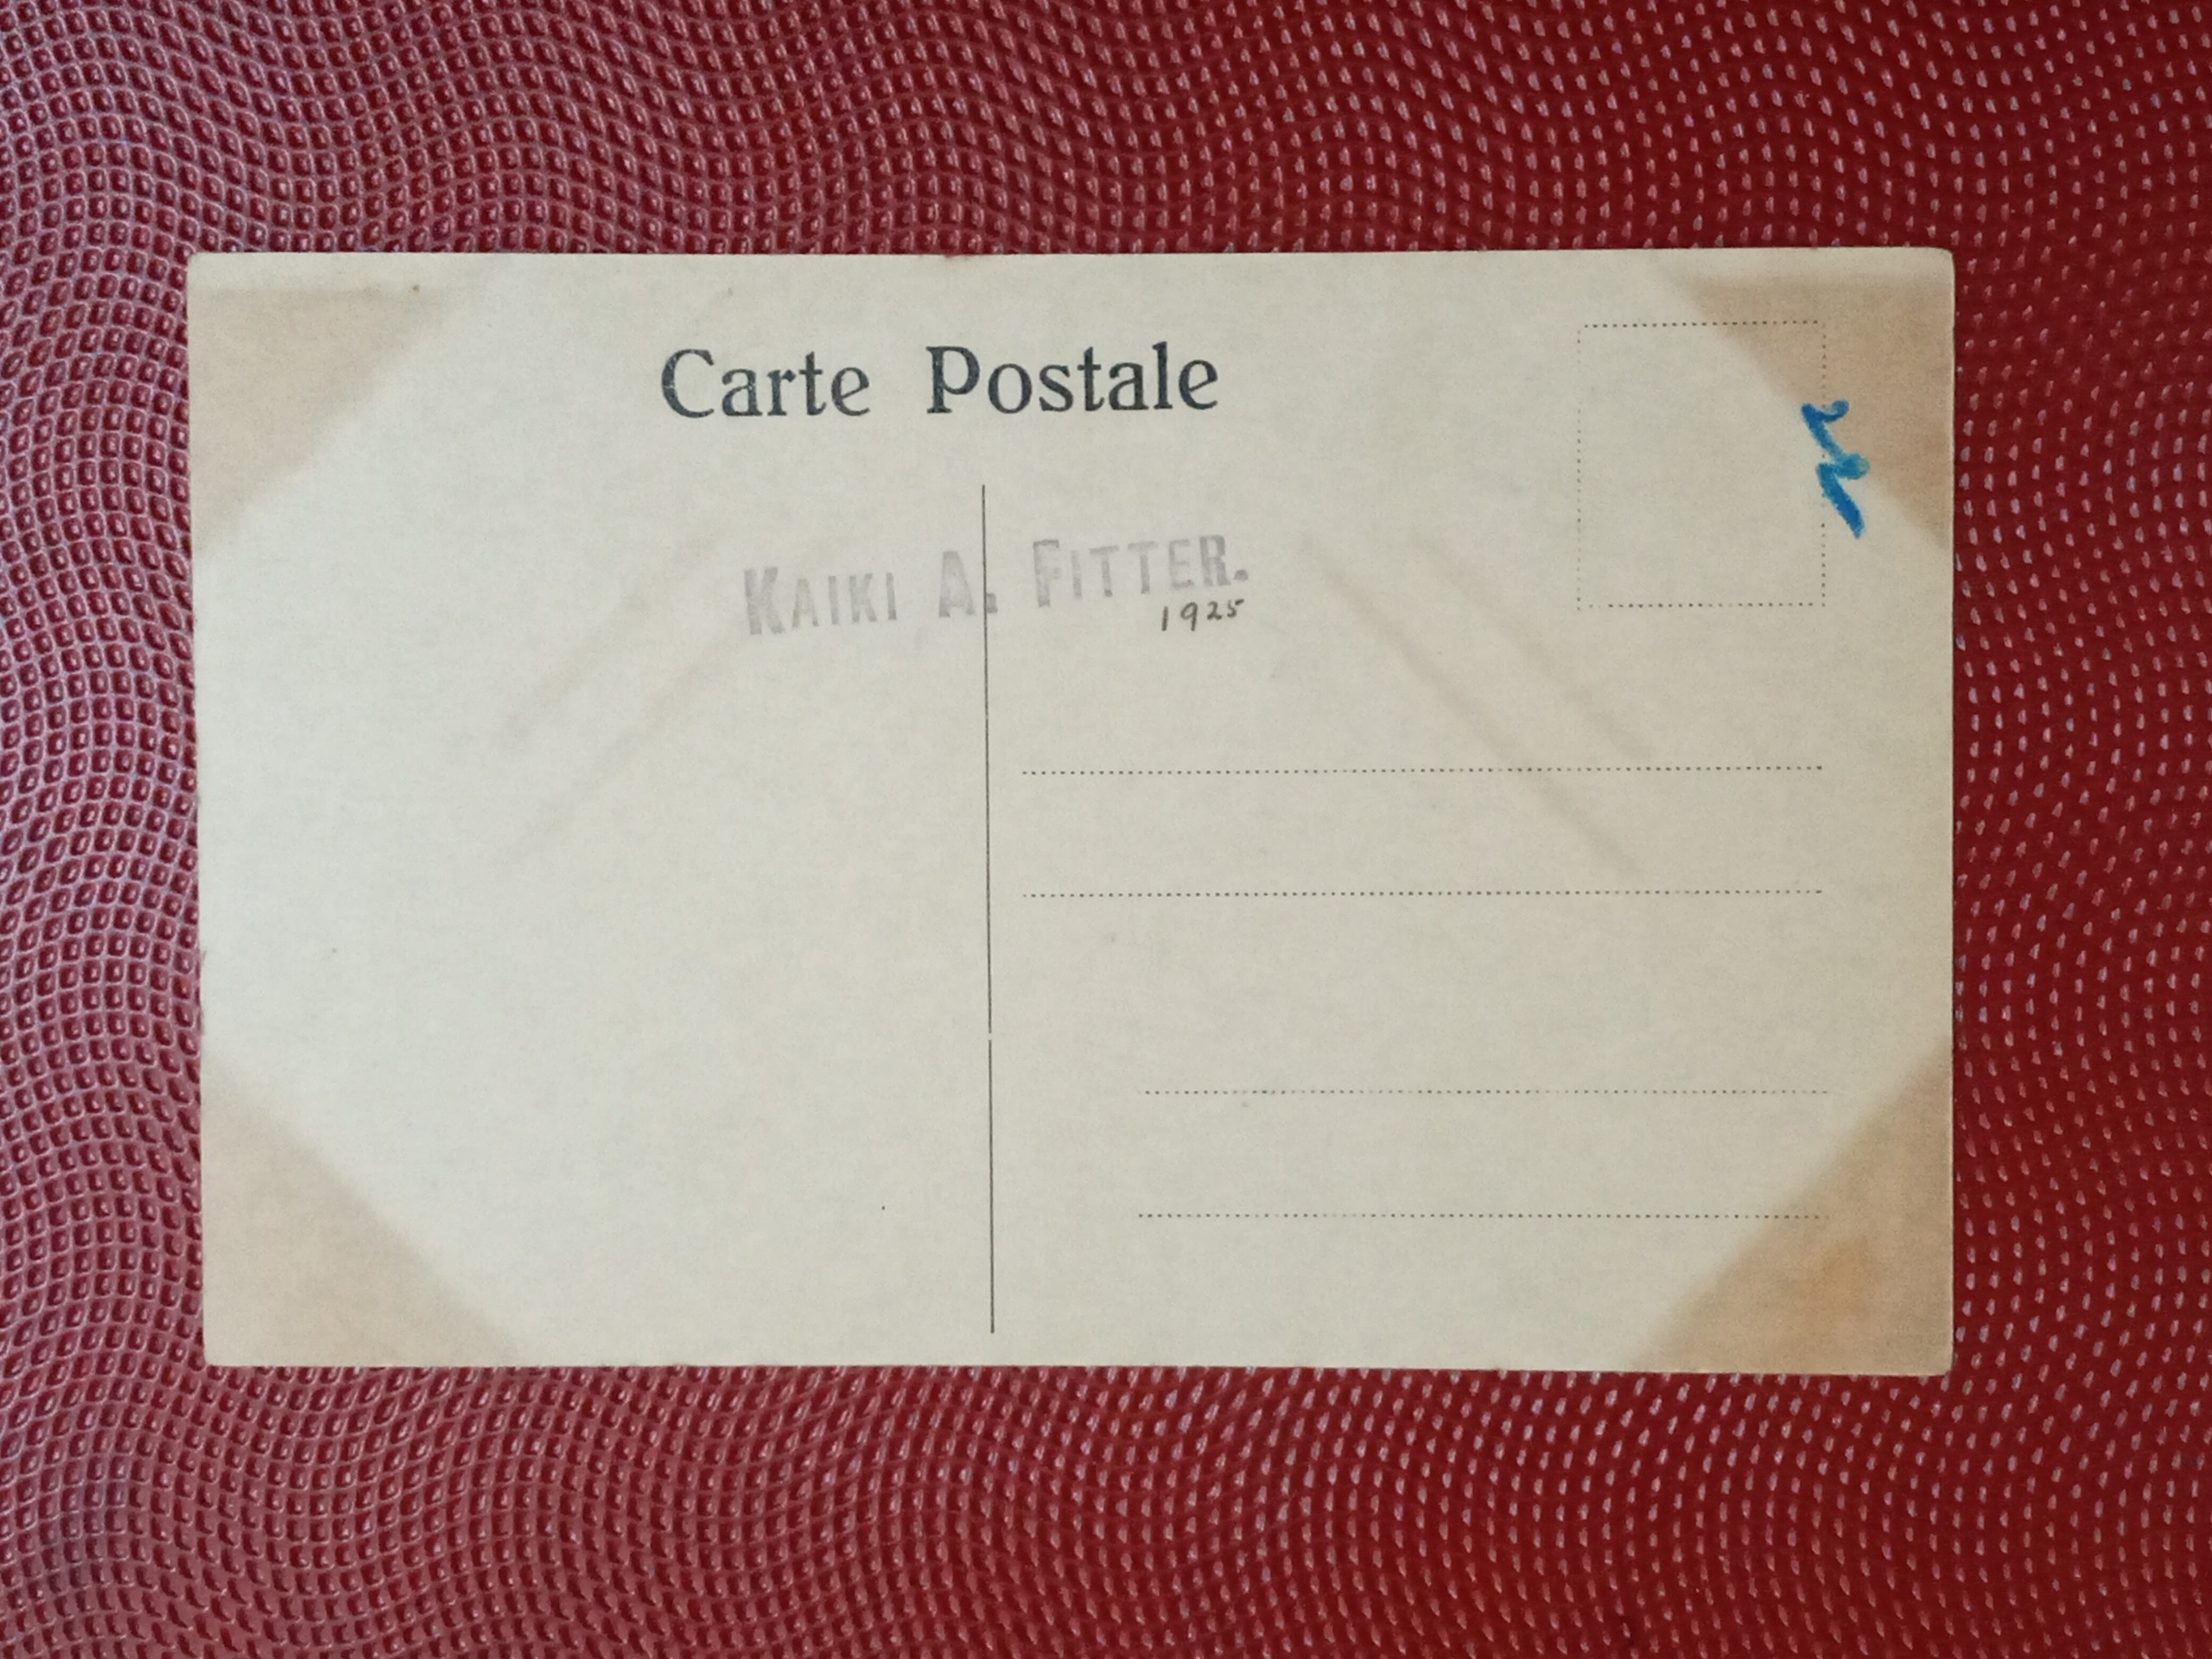 Carte Postale
KAIKI A. FITTER.
1925